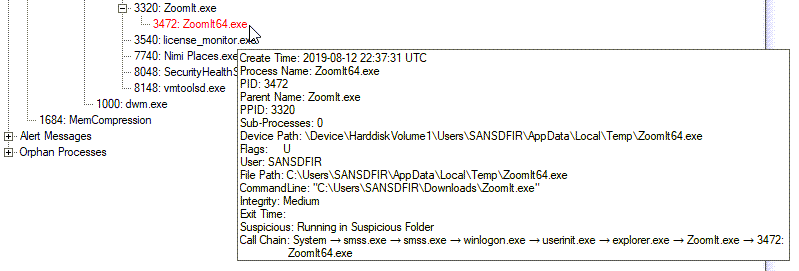 3320: ZoomIt.exe
3472: ZoomIt64.exe
3540: license_monitor.exe
7740: Nimi Places.exe
8048: SecurityHealthS
8148: vmtoolsd.exe
1000: dwm.exe
1684: MemCompression
Alert Messages
Orphan Processes
Create Time: 2019-08-12 22:37:31 UTC
Process Name: ZoomIt64.exe
PID: 3472
Parent Name: ZoomIt.exe
PPID: 3320
Sub-Processes: 0
Device Path: \Device\HarddiskVolume1\Users\SANSDFIR\AppData\Local\Temp\ZoomIt64.exe
Flags: U
User: SANSDFIR
File Path: C:\Users\SANSDFIR\AppData\Local\Temp\ZoomIt64.exe
CommandLine: "C:\Users\SANSDFIR\Downloads\ZoomIt.exe"
Integrity: Medium
Exit Time:
Suspicious: Running in Suspicious Folder
Call Chain: System → smss.exe → smss.exe → winlogon.exe → userinit.exe → explorer.exe → ZoomIt.exe → 3472:
ZoomIt64.exe